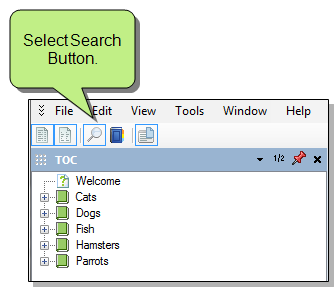 Select Search
Button.
File Edit View Tools Window Help
TOC 1/2
Welcome
Cats
Dogs
Fish
Hamsters
Parrots